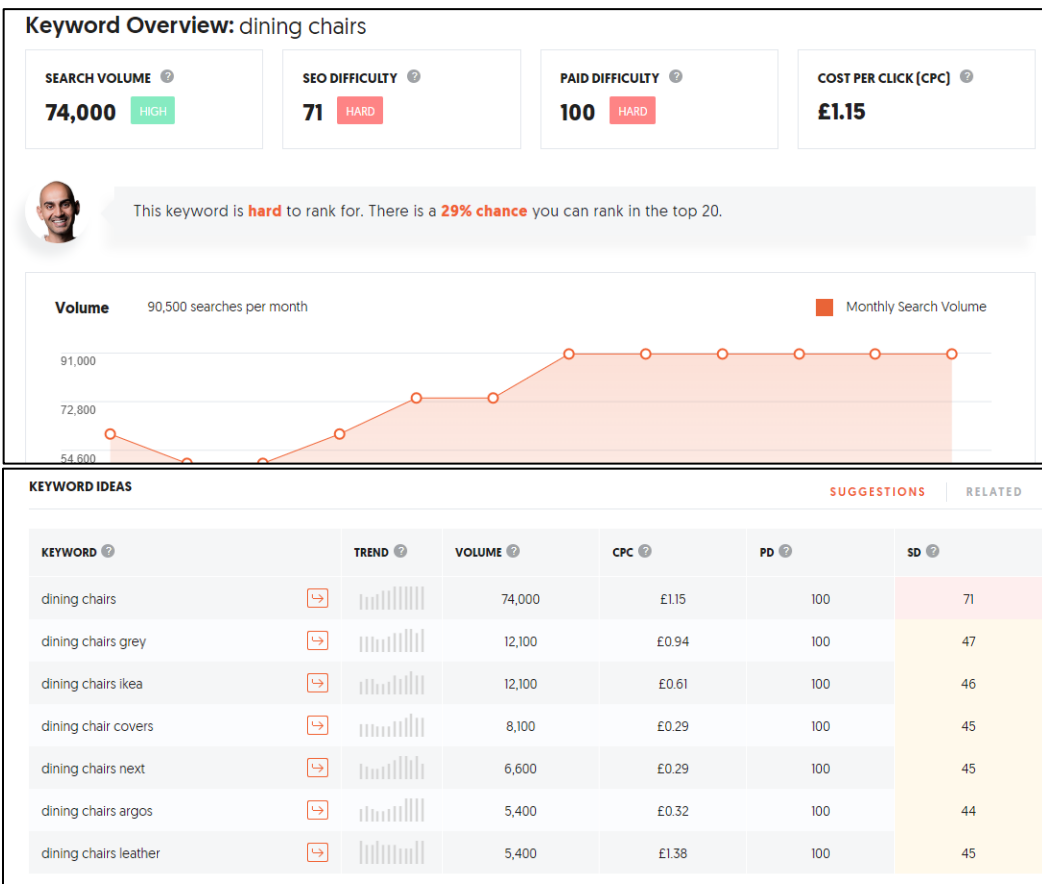 Keyword Overview: dining chairs
SEARCH VOLUME ?
SEO DIFFICULTY ?
PAID DIFFICULTY ?
COST PER CLICK (CPC) ?
74,000 HIGH
71 HARD
100 HARD
£1.15
This keyword is hard to rank for. There is a 29% chance you can rank in the top 20.
Volume 90,500 searches per month
Monthly Search Volume
91,000
72,800
54,600
KEYWORD IDEAS
SUGGESTIONS RELATED
KEYWORD ? TREND ? VOLUME ? CPC ? PD ? SD ?
dining chairs 74,000 £1.15 100 71
dining chairs grey 12,100 £0.94 100 47
dining chairs ikea 12,100 £0.61 100 46
dining chair covers 8,100 £0.29 100 45
dining chairs next 6,600 £0.29 100 45
dining chairs argos 5,400 £0.32 100 44
dining chairs leather 5,400 £1.38 100 45